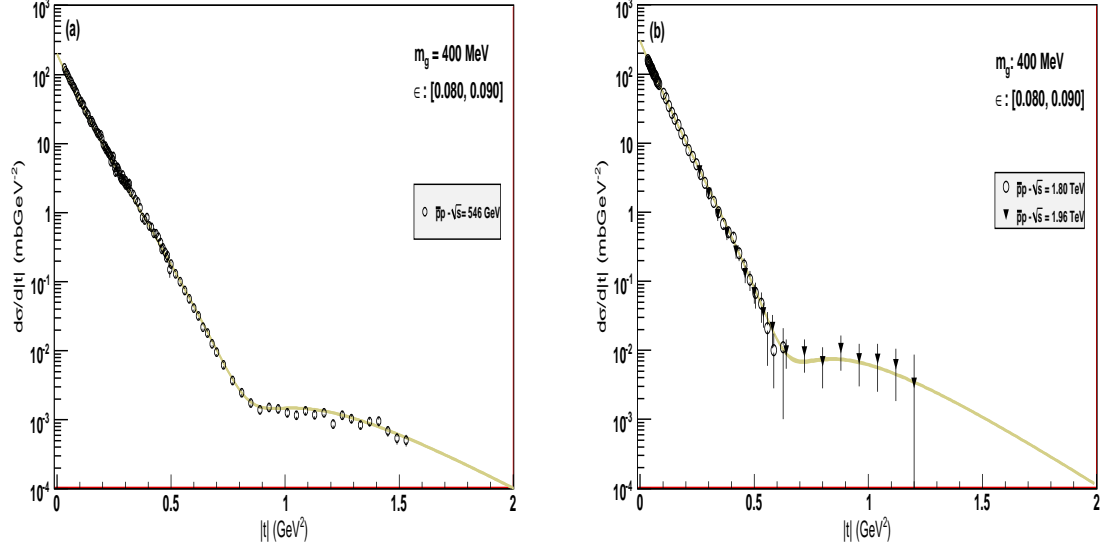 (a)
m_g = 400 MeV
ϵ : [0.080, 0.090]
p̅p - √s= 546 GeV
dσ/d|t| (mbGeV⁻²)
10³
10²
10
1
10⁻¹
10⁻²
10⁻³
10⁻⁴
0 0.5 1 1.5 2
|t| (GeV²)
(b)
m_g: 400 MeV
ϵ: [0.080, 0.090]
p̅p - √s = 1.80 TeV
p̅p - √s = 1.96 TeV
dσ/d|t| (mbGeV⁻²)
10³
10²
10
1
10⁻¹
10⁻²
10⁻³
10⁻⁴
0 0.5 1 1.5 2
|t| (GeV²)